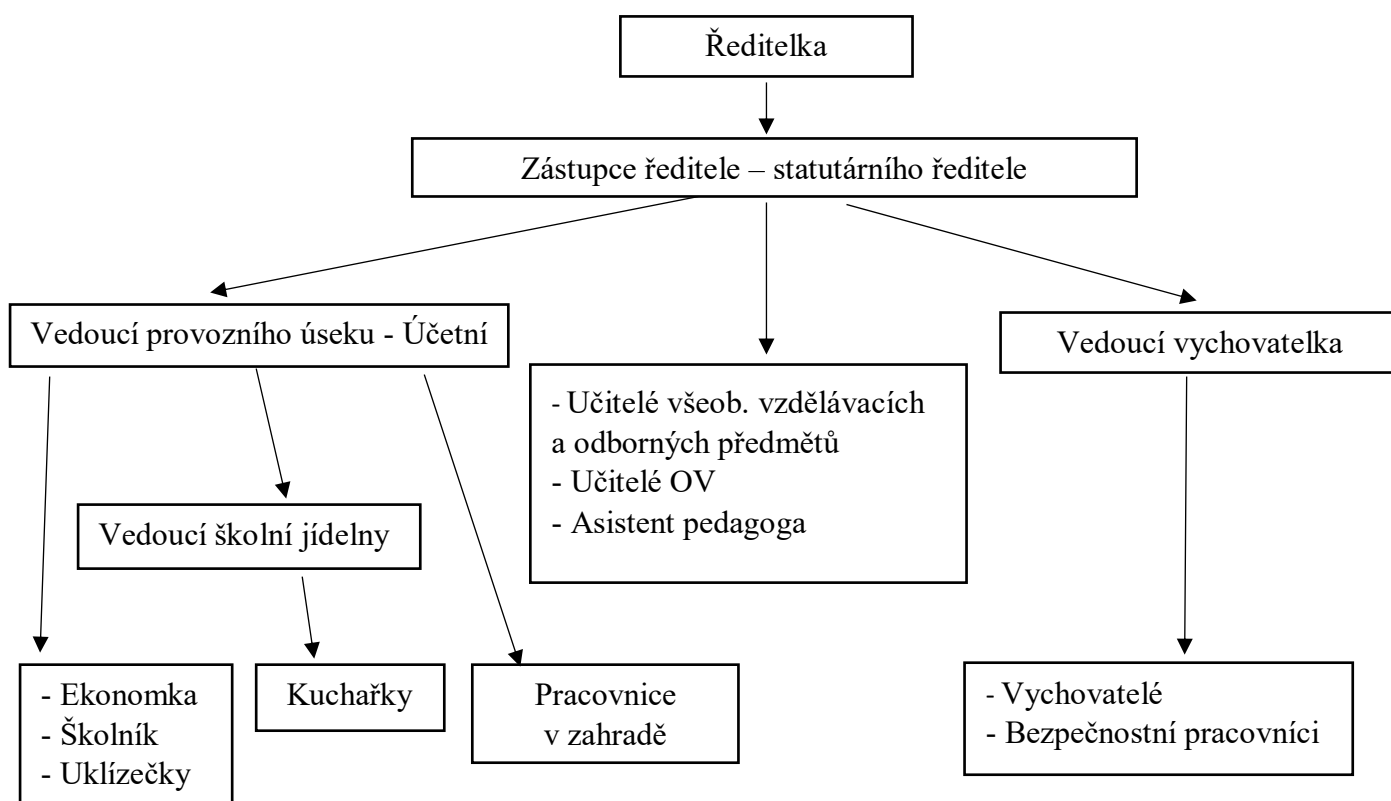 Ředitelka
Zástupce ředitele – statutárního ředitele
Vedoucí provozního úseku - Účetní
Vedoucí vychovatelka
- Učitelé všeob. vzdělávacích
a odborných předmětů
- Učitelé OV
- Asistent pedagoga
Vedoucí školní jídelny
- Ekonomka
- Školník
- Uklízečky
Kuchařky
Pracovnice
v zahradě
- Vychovatelé
- Bezpečnostní pracovníci